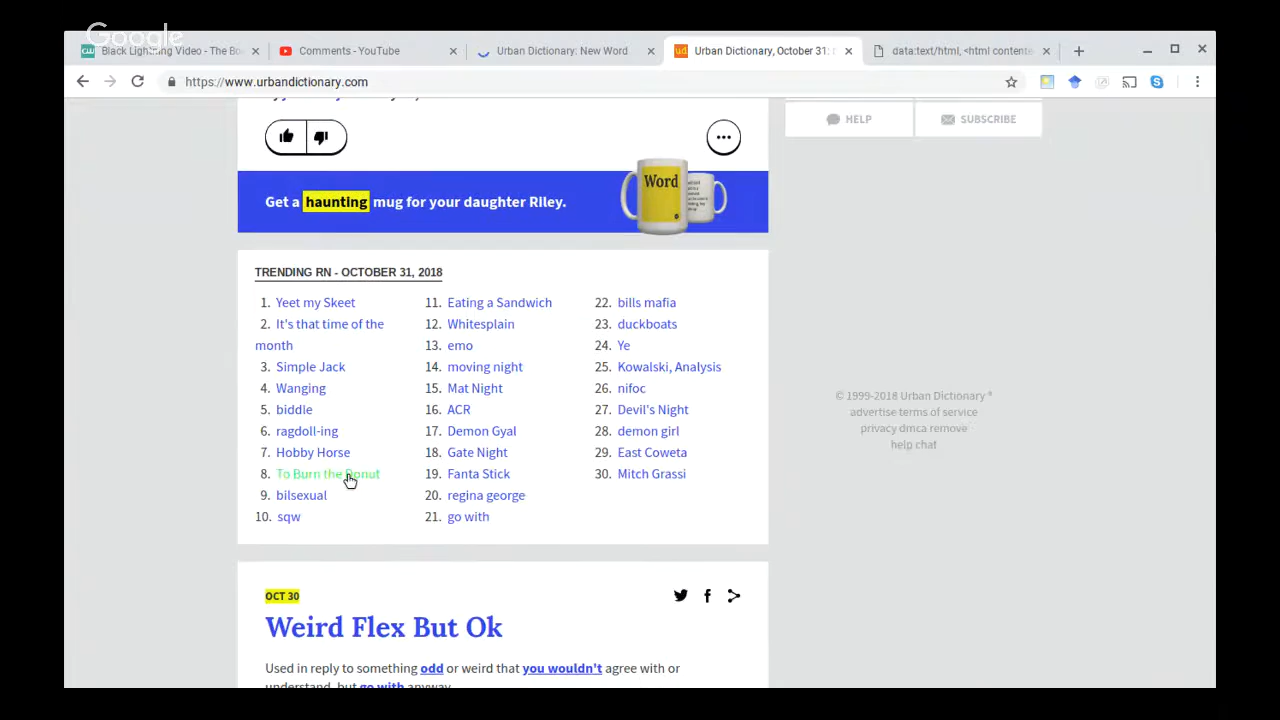 Google
Black Lightning Video - The Bo
Comments - YouTube
Urban Dictionary: New Word
Urban Dictionary, October 31:
data:text/html, <html contente
https://www.urbandictionary.com
HELP
SUBSCRIBE
Get a haunting mug for your daughter Riley.
Word
TRENDING RN - OCTOBER 31, 2018
1. Yeet my Skeet
2. It's that time of the
month
3. Simple Jack
4. Wanging
5. biddle
6. ragdoll-ing
7. Hobby Horse
8. To Burn the Donut
9. bilsexual
10. sqw
11. Eating a Sandwich
12. Whitesplain
13. emo
14. moving night
15. Mat Night
16. ACR
17. Demon Gyal
18. Gate Night
19. Fanta Stick
20. regina george
21. go with
22. bills mafia
23. duckboats
24. Ye
25. Kowalski, Analysis
26. nifoc
27. Devil's Night
28. demon girl
29. East Coweta
30. Mitch Grassi
© 1999-2018 Urban Dictionary ®
advertise terms of service
privacy dmca remove
help chat
OCT 30
Weird Flex But Ok
Used in reply to something odd or weird that you wouldn't agree with or
understand, but go with anyway